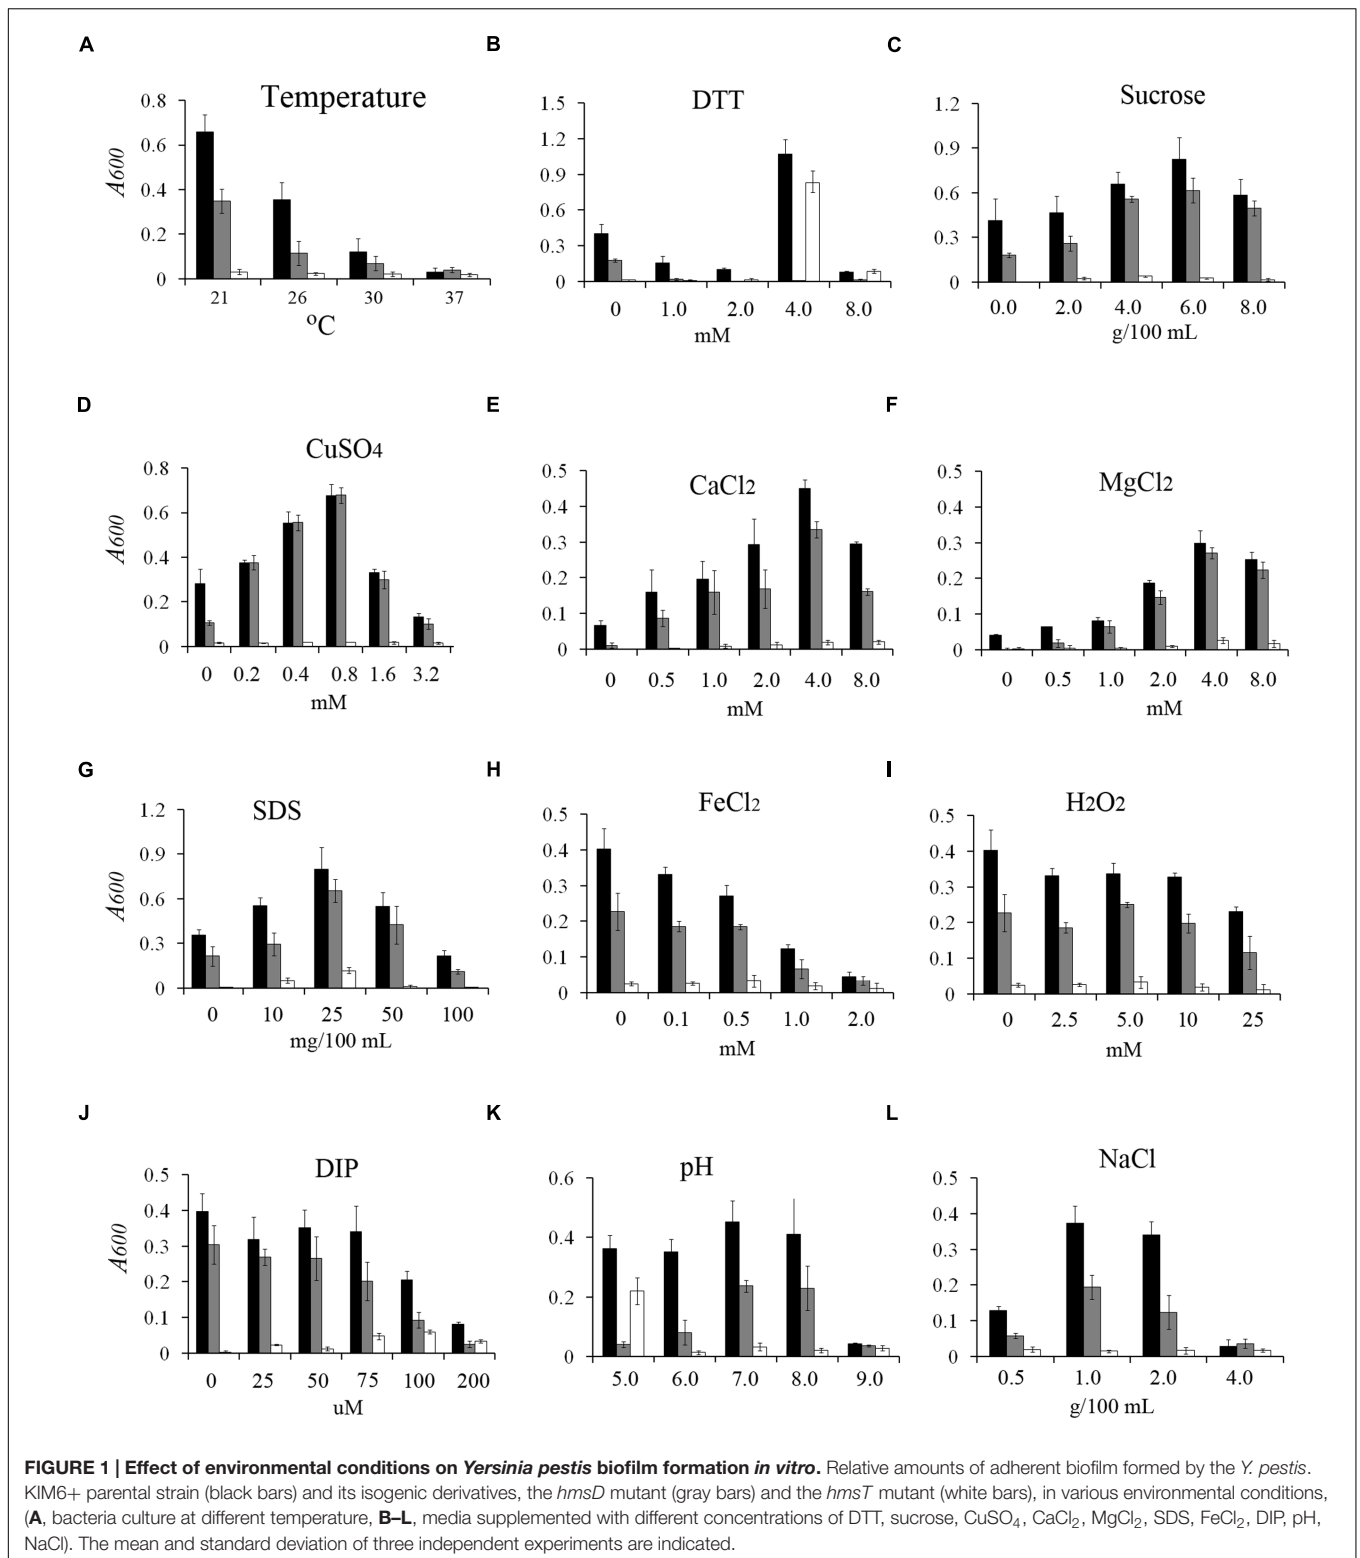 A
Temperature
A600
0.8
0.6
0.4
0.2
0
21 26 30 37
°C
B
DTT
1.5
1.2
0.9
0.6
0.3
0
0 1.0 2.0 4.0 8.0
mM
C
Sucrose
1.2
0.9
0.6
0.3
0
0.0 2.0 4.0 6.0 8.0
g/100 mL
D
CuSO4
A600
0.8
0.6
0.4
0.2
0
0 0.2 0.4 0.8 1.6 3.2
mM
E
CaCl2
0.5
0.4
0.3
0.2
0.1
0
0 0.5 1.0 2.0 4.0 8.0
mM
F
MgCl2
0.5
0.4
0.3
0.2
0.1
0
0 0.5 1.0 2.0 4.0 8.0
mM
G
SDS
A600
1.2
0.9
0.6
0.3
0
0 10 25 50 100
mg/100 mL
H
FeCl2
0.5
0.4
0.3
0.2
0.1
0
0 0.1 0.5 1.0 2.0
mM
I
H2O2
0.5
0.4
0.3
0.2
0.1
0
0 2.5 5.0 10 25
mM
J
DIP
A600
0.5
0.4
0.3
0.2
0.1
0
0 25 50 75 100 200
uM
K
pH
0.6
0.4
0.2
0
5.0 6.0 7.0 8.0 9.0
L
NaCl
0.5
0.4
0.3
0.2
0.1
0
0.5 1.0 2.0 4.0
g/100 mL
FIGURE 1 | Effect of environmental conditions on Yersinia pestis biofilm formation in vitro. Relative amounts of adherent biofilm formed by the Y. pestis.
KIM6+ parental strain (black bars) and its isogenic derivatives, the hmsD mutant (gray bars) and the hmsT mutant (white bars), in various environmental conditions,
(A, bacteria culture at different temperature, B–L, media supplemented with different concentrations of DTT, sucrose, CuSO4, CaCl2, MgCl2, SDS, FeCl2, DIP, pH,
NaCl). The mean and standard deviation of three independent experiments are indicated.